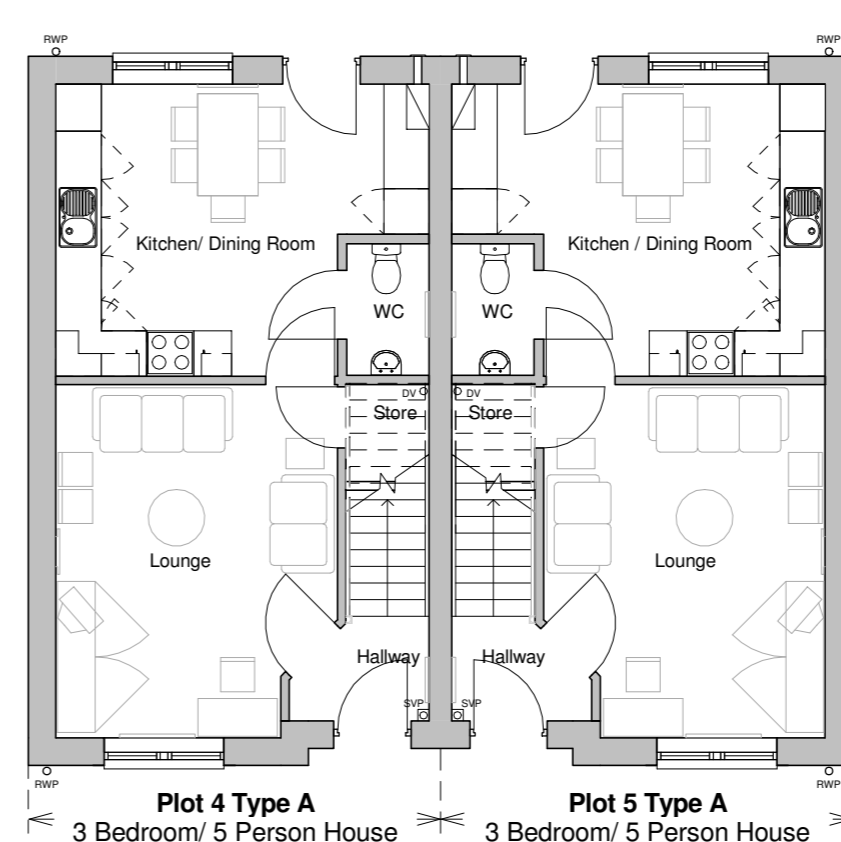 RWP
RWP
Kitchen/ Dining Room
Kitchen / Dining Room
WC
WC
DV
DV
Store
Store
Lounge
Lounge
Hallway
Hallway
SVP
SVP
RWP
RWP
Plot 4 Type A
3 Bedroom/ 5 Person House
Plot 5 Type A
3 Bedroom/ 5 Person House